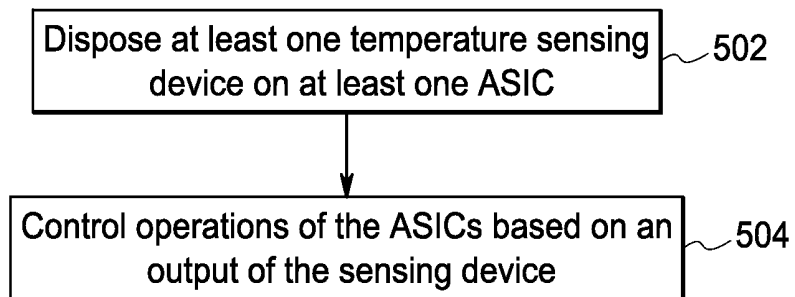 Dispose at least one temperature sensing
device on at least one ASIC
502
Control operations of the ASICs based on an
output of the sensing device
504